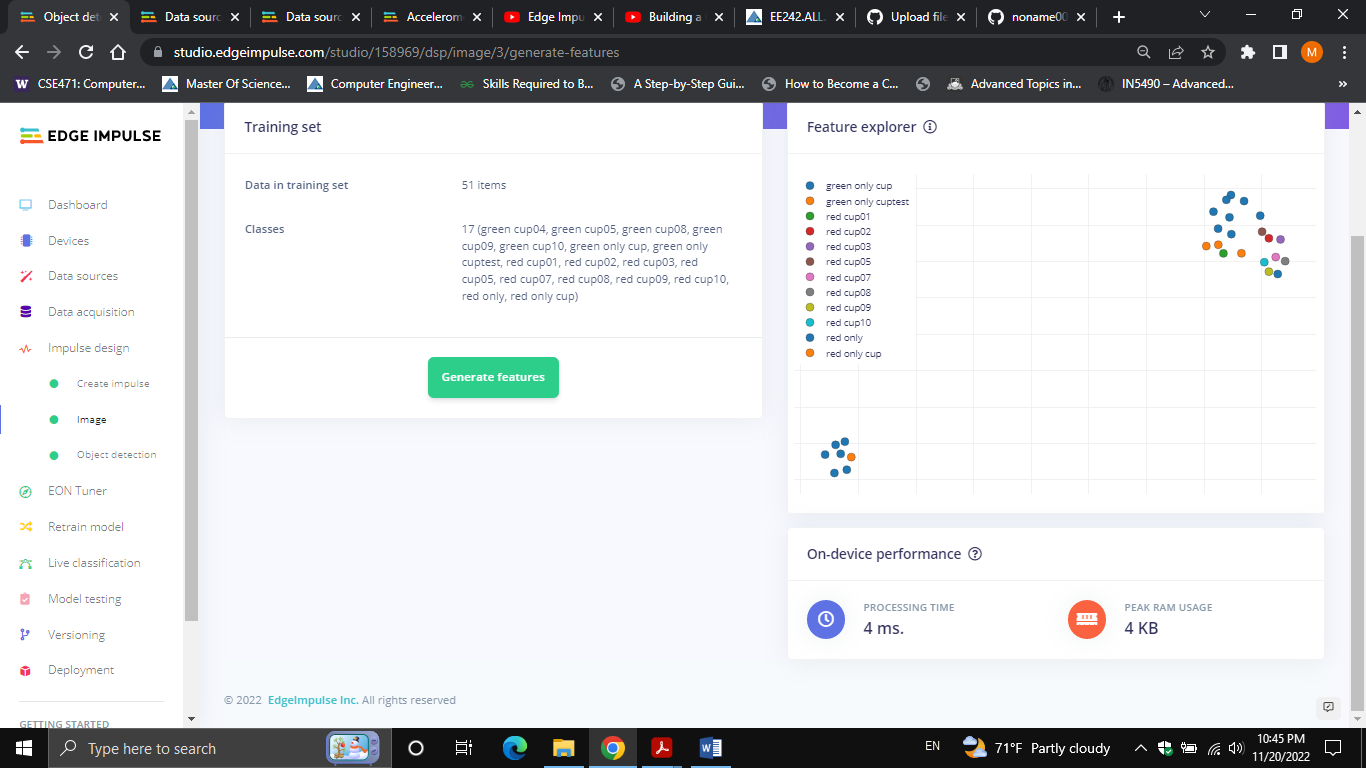 Object det
Data sourc
Data sourc
Accelerom
Edge Impu
Building a
EE242.ALL
Upload file
noname00
studio.edgeimpulse.com/studio/158969/dsp/image/3/generate-features
M
W CSE471: Computer...
Master Of Science...
Computer Engineer...
Skills Required to B...
A Step-by-Step Gui...
How to Become a C...
Advanced Topics in...
IN5490 – Advanced...
»
EDGE IMPULSE
Dashboard
Devices
Data sources
Data acquisition
Impulse design
Create impulse
Image
Object detection
EON Tuner
Retrain model
Live classification
Model testing
Versioning
Deployment
GETTING STARTED
Training set
Data in training set
51 items
Classes
17 (green cup04, green cup05, green cup08, green
cup09, green cup10, green only cup, green only
cuptest, red cup01, red cup02, red cup03, red
cup05, red cup07, red cup08, red cup09, red cup10,
red only, red only cup)
Generate features
Feature explorer
green only cup
green only cuptest
red cup01
red cup02
red cup03
red cup05
red cup07
red cup08
red cup09
red cup10
red only
red only cup
On-device performance
PROCESSING TIME
4 ms.
PEAK RAM USAGE
4 KB
© 2022 EdgeImpulse Inc. All rights reserved
Type here to search
EN
71°F Partly cloudy
10:45 PM
11/20/2022